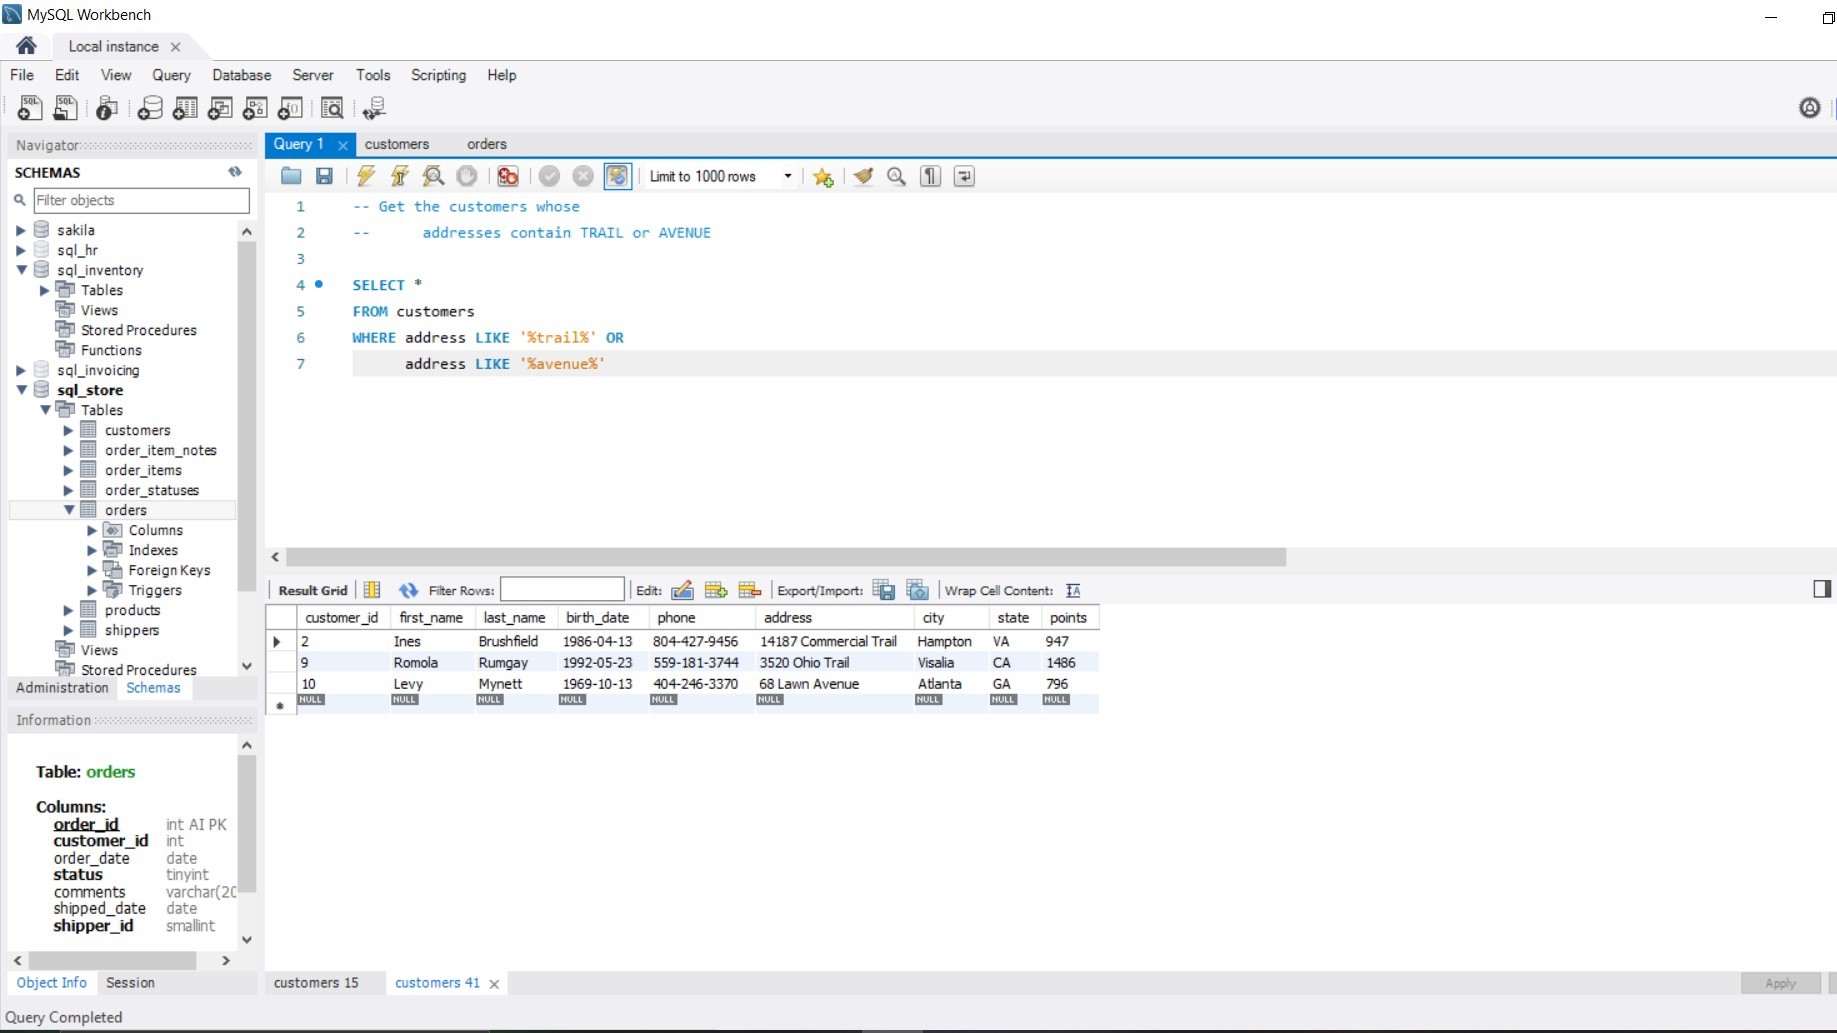 MySQL Workbench
Local instance
File Edit View Query Database Server Tools Scripting Help
Navigator
SCHEMAS
Filter objects
sakila
sql_hr
sql_inventory
Tables
Views
Stored Procedures
Functions
sql_invoicing
sql_store
Tables
customers
order_item_notes
order_items
order_statuses
orders
Columns
Indexes
Foreign Keys
Triggers
products
shippers
Views
Stored Procedures
Administration Schemas
Information
Table: orders
Columns:
order_id int AI PK
customer_id int
order_date date
status tinyint
comments varchar(20
shipped_date date
shipper_id smallint
Object Info Session
Query 1 customers orders
Limit to 1000 rows
1 -- Get the customers whose
2 -- addresses contain TRAIL or AVENUE
3
4 SELECT *
5 FROM customers
6 WHERE address LIKE '%trail%' OR
7 address LIKE '%avenue%'
Result Grid Filter Rows: Edit: Export/Import: Wrap Cell Content:
customer_id first_name last_name birth_date phone address city state points
2 Ines Brushfield 1986-04-13 804-427-9456 14187 Commercial Trail Hampton VA 947
9 Romola Rumgay 1992-05-23 559-181-3744 3520 Ohio Trail Visalia CA 1486
10 Levy Mynett 1969-10-13 404-246-3370 68 Lawn Avenue Atlanta GA 796
NULL NULL NULL NULL NULL NULL NULL NULL NULL
customers 15 customers 41
Apply
Query Completed